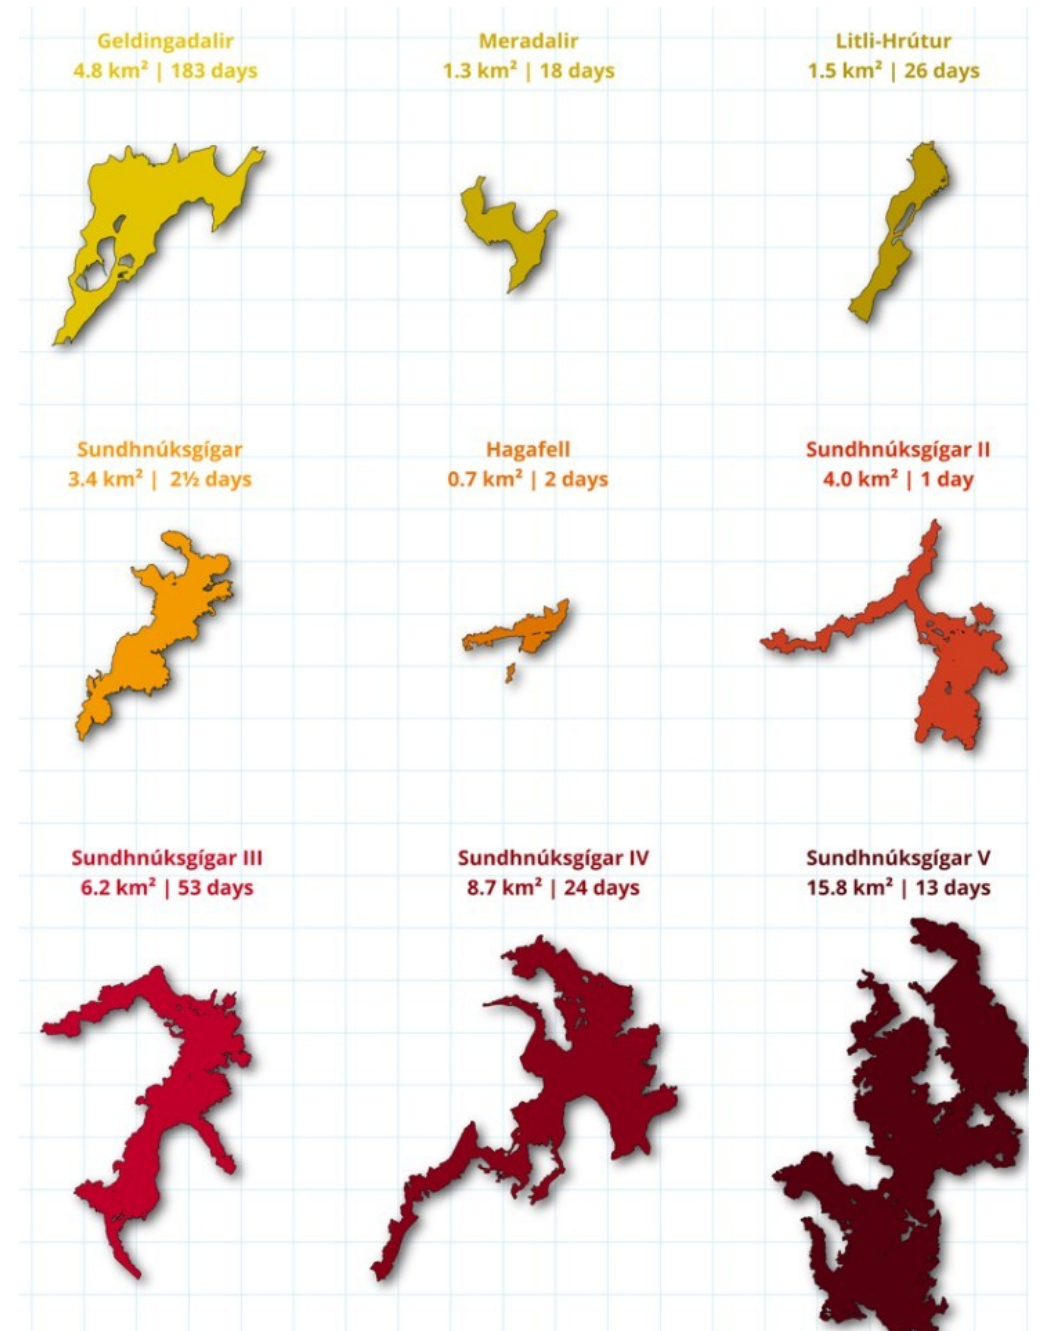 Geldingadalir
4.8 km² | 183 days
Meradalir
1.3 km² | 18 days
Litli-Hrútur
1.5 km² | 26 days
Sundhnúksgígar
3.4 km² | 2½ days
Hagafell
0.7 km² | 2 days
Sundhnúksgígar II
4.0 km² | 1 day
Sundhnúksgígar III
6.2 km² | 53 days
Sundhnúksgígar IV
8.7 km² | 24 days
Sundhnúksgígar V
15.8 km² | 13 days